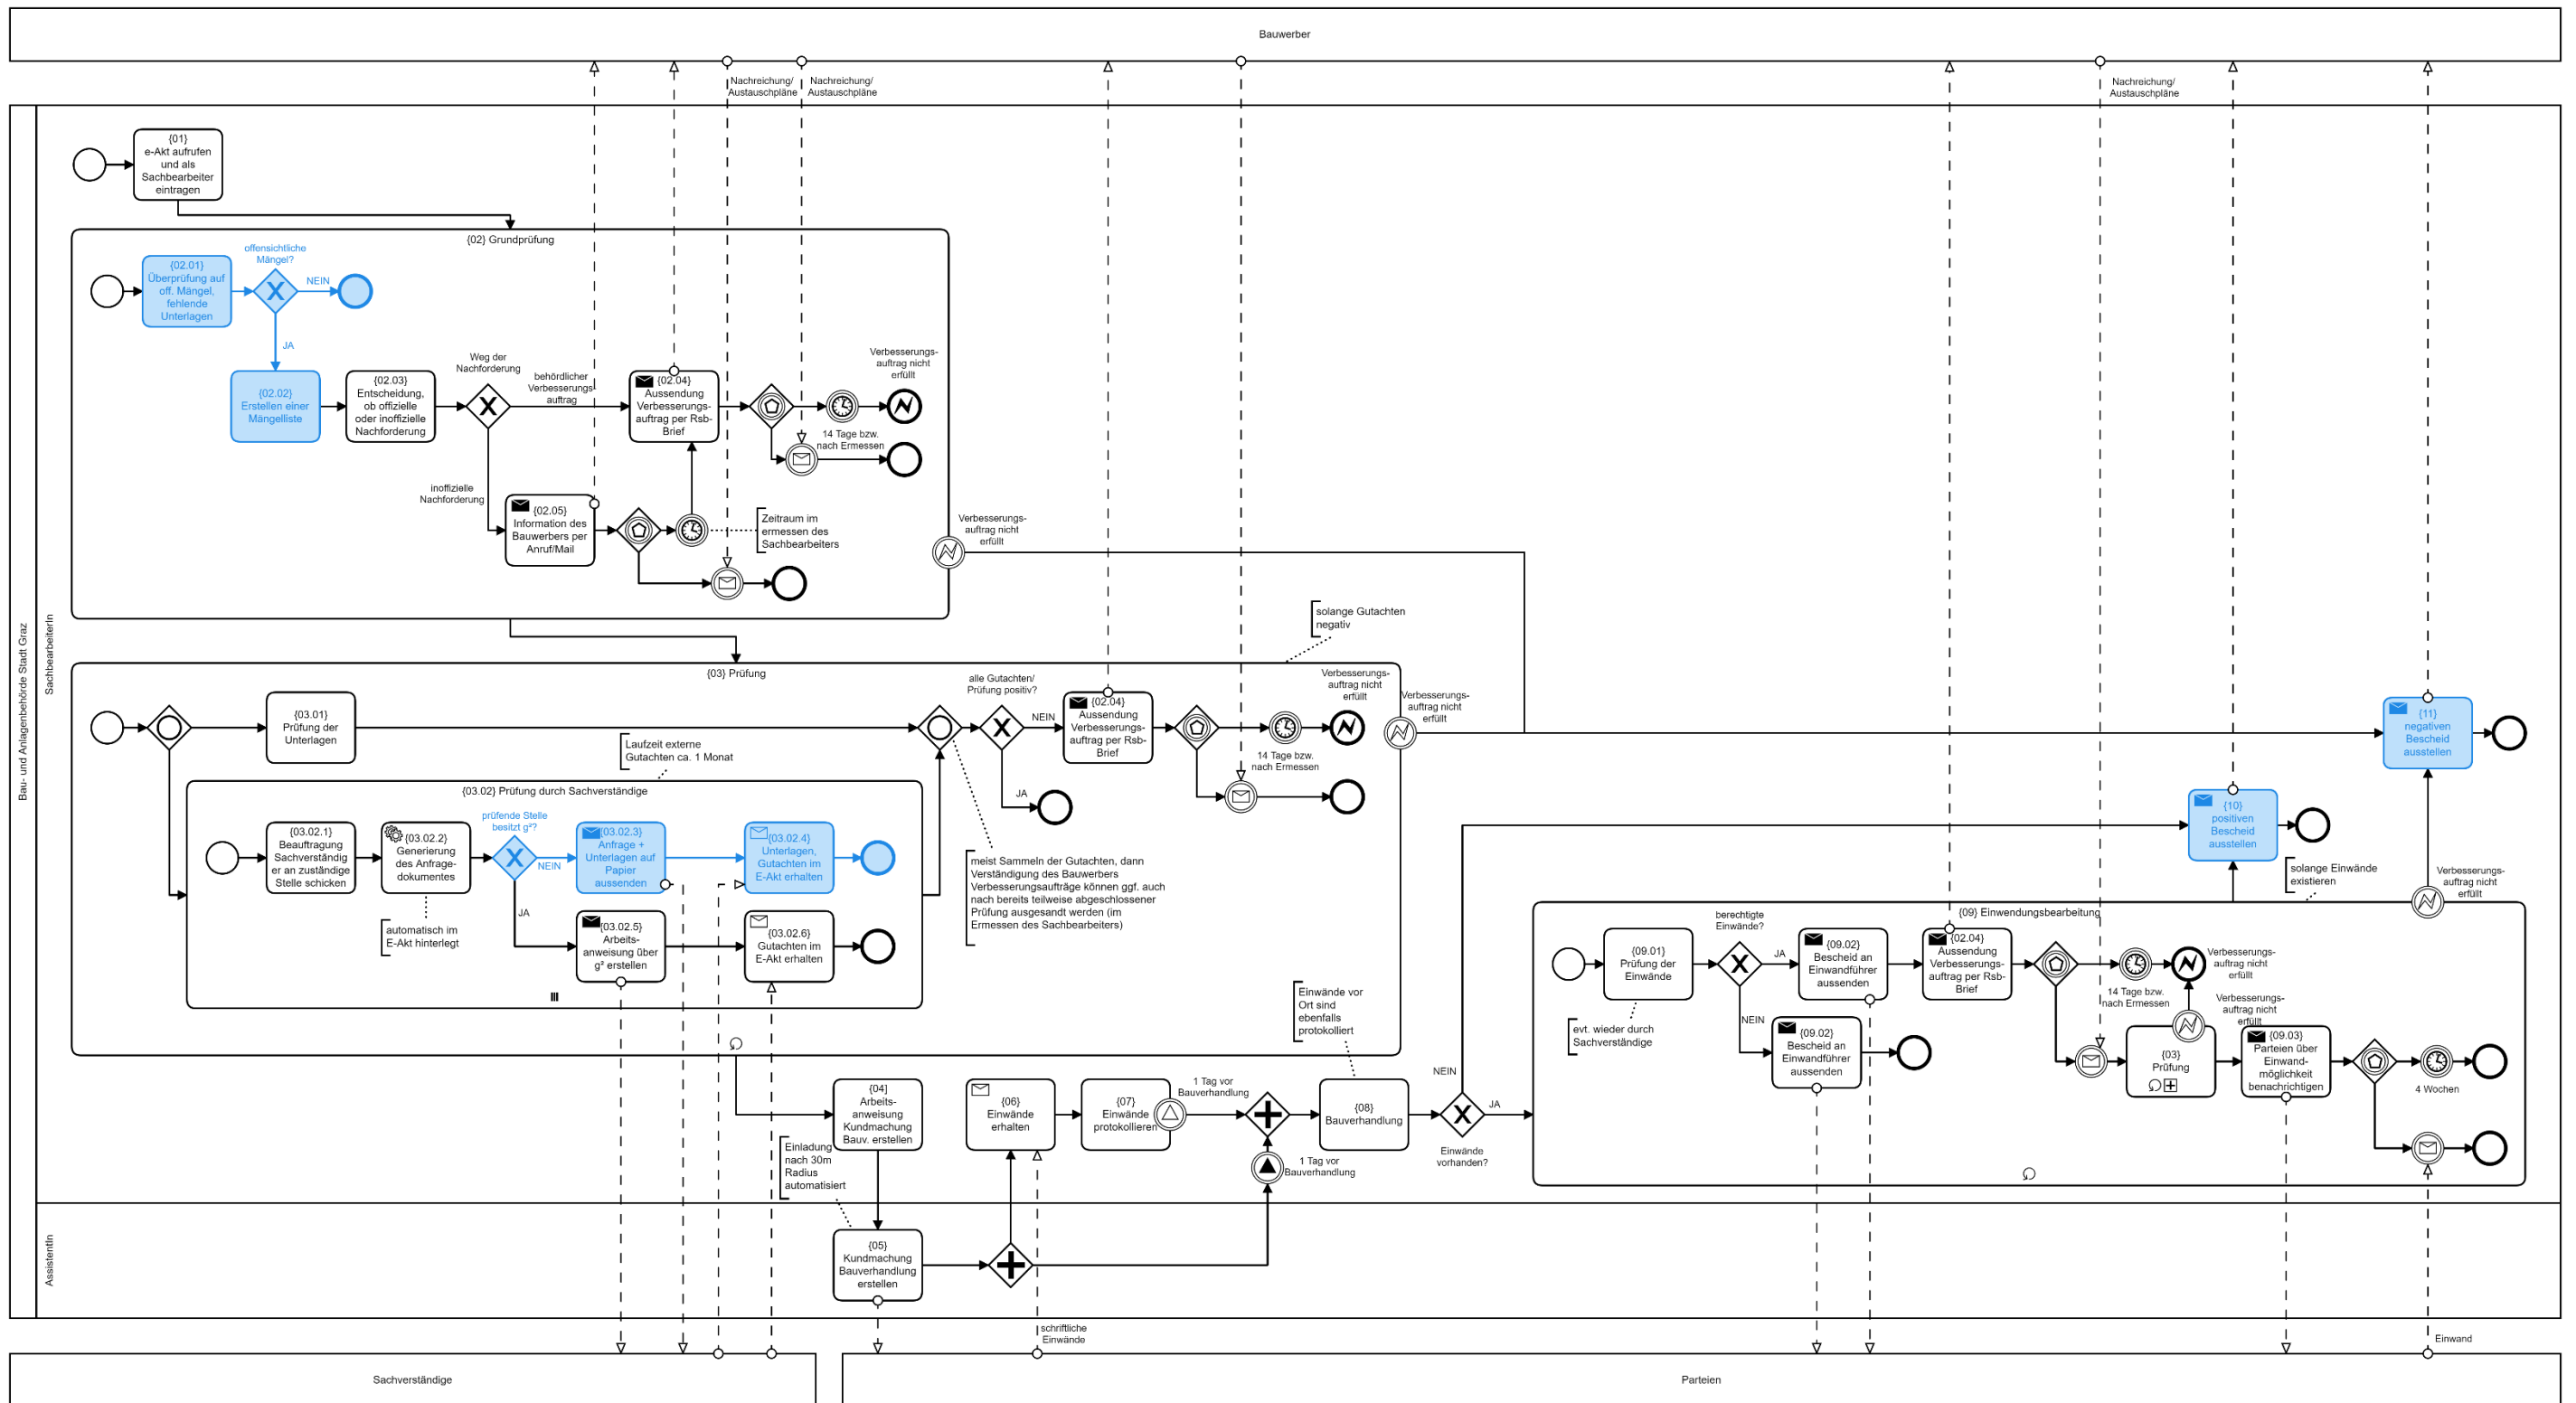 Bauwerber
Nachreichung/
Austauschpläne
Nachreichung/
Austauschpläne
Nachreichung/
Austauschpläne
Bau- und Anlagenbehörde Stadt Graz
SachbearbeiterIn
{01}
e-Akt aufrufen
und als
Sachbearbeiter
eintragen
{02} Grundprüfung
{02.01}
Überprüfung auf
off. Mängel,
fehlende
Unterlagen
offensichtliche
Mängel?
NEIN
JA
{02.02}
Erstellen einer
Mängelliste
{02.03}
Entscheidung,
ob offizielle
oder inoffizielle
Nachforderung
Weg der
Nachforderung
behördlicher
Verbesserungs-
auftrag
{02.04}
Aussendung
Verbesserungs-
auftrag per Rsb-
Brief
Verbesserungs-
auftrag nicht
erfüllt
14 Tage bzw.
nach Ermessen
inoffizielle
Nachforderung
{02.05}
Information des
Bauwerbers per
Anruf/Mail
Zeitraum im
ermessen des
Sachbearbeiters
Verbesserungs-
auftrag nicht
erfüllt
solange Gutachten
negativ
{03} Prüfung
{03.01}
Prüfung der
Unterlagen
Laufzeit externe
Gutachten ca. 1 Monat
alle Gutachten/
Prüfung positiv?
NEIN
JA
{02.04}
Aussendung
Verbesserungs-
auftrag per Rsb-
Brief
Verbesserungs-
auftrag nicht
erfüllt
14 Tage bzw.
nach Ermessen
Verbesserungs-
auftrag nicht
erfüllt
{03.02} Prüfung durch Sachverständige
{03.02.1}
Beauftragung
Sachverständig
er an zuständige
Stelle schicken
{03.02.2}
Generierung
des Anfrage-
dokumentes
automatisch im
E-Akt hinterlegt
prüfende Stelle
besitzt g²?
NEIN
JA
{03.02.3}
Anfrage +
Unterlagen auf
Papier
aussenden
{03.02.4}
Unterlagen,
Gutachten im
E-Akt erhalten
{03.02.5}
Arbeits-
anweisung über
g² erstellen
{03.02.6}
Gutachten im
E-Akt erhalten
meist Sammeln der Gutachten, dann
Verständigung des Bauwerbers
Verbesserungsaufträge können ggf. auch
nach bereits teilweise abgeschlossener
Prüfung ausgesandt werden (im
Ermessen des Sachbearbeiters)
{04]
Arbeits-
anweisung
Kundmachung
Bauv. erstellen
Einladung
nach 30m
Radius
automatisiert
{06}
Einwände
erhalten
{07}
Einwände
protokollieren
1 Tag vor
Bauverhandlung
1 Tag vor
Bauverhandlung
Einwände vor
Ort sind
ebenfalls
protokolliert
{08}
Bauverhandlung
NEIN
JA
Einwände
vorhanden?
{11}
negativen
Bescheid
ausstellen
{10}
positiven
Bescheid
ausstellen
solange Einwände
existieren
Verbesserungs-
auftrag nicht
erfüllt
{09} Einwendungsbearbeitung
{09.01}
Prüfung der
Einwände
evt. wieder durch
Sachverständige
berechtigte
Einwände?
JA
NEIN
{09.02}
Bescheid an
Einwandführer
aussenden
{09.02}
Bescheid an
Einwandführer
aussenden
{02.04}
Aussendung
Verbesserungs-
auftrag per Rsb-
Brief
14 Tage bzw.
nach Ermessen
Verbesserungs-
auftrag nicht
erfüllt
Verbesserungs-
auftrag nicht
erfüllt
{03}
Prüfung
{09.03}
Parteien über
Einwand-
möglichkeit
benachrichtigen
4 Wochen
AssistentIn
{05}
Kundmachung
Bauverhandlung
erstellen
schriftliche
Einwände
Einwand
Sachverständige
Parteien